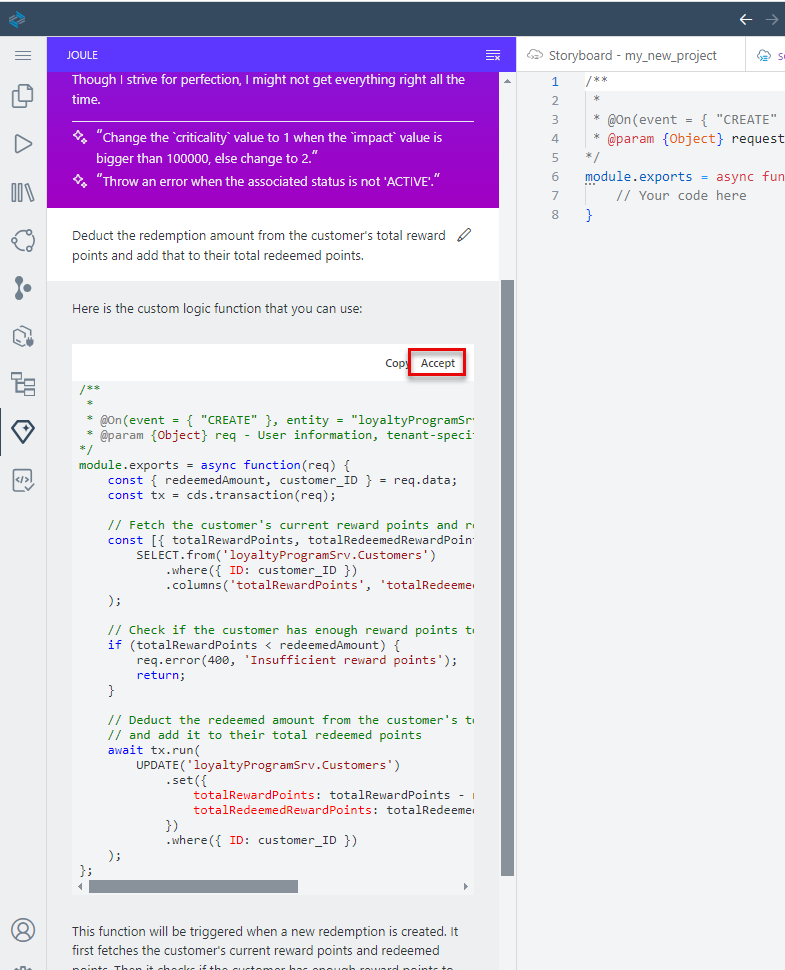 JOULE
Though I strive for perfection, I might not get everything right all the
time.
"Change the `criticality` value to 1 when the `impact` value is
bigger than 100000, else change to 2."
"Throw an error when the associated status is not 'ACTIVE'."
Deduct the redemption amount from the customer's total reward
points and add that to their total redeemed points.
Here is the custom logic function that you can use:
Copy Accept
/**
 *
 * @On(event = { "CREATE" }, entity = "loyaltyProgramSrv
 * @param {Object} req - User information, tenant-specif
*/
module.exports = async function(req) {
    const { redeemedAmount, customer_ID } = req.data;
    const tx = cds.transaction(req);
    // Fetch the customer's current reward points and re
    const [{ totalRewardPoints, totalRedeemedRewardPoint
        SELECT.from('loyaltyProgramSrv.Customers')
            .where({ ID: customer_ID })
            .columns('totalRewardPoints', 'totalRedeemed
    );
    // Check if the customer has enough reward points to
    if (totalRewardPoints < redeemedAmount) {
        req.error(400, 'Insufficient reward points');
        return;
    }
    // Deduct the redeemed amount from the customer's to
    // and add it to their total redeemed points
    await tx.run(
        UPDATE('loyaltyProgramSrv.Customers')
            .set({
                totalRewardPoints: totalRewardPoints - r
                totalRedeemedRewardPoints: totalRedeemed
            })
            .where({ ID: customer_ID })
    );
};
This function will be triggered when a new redemption is created. It
first fetches the customer's current reward points and redeemed
points. Then it checks if the customer has enough reward points to
Storyboard - my_new_project
1 /**
2  *
3  * @On(event = { "CREATE"
4  * @param {Object} request
5 */
6 module.exports = async fun
7     // Your code here
8 }